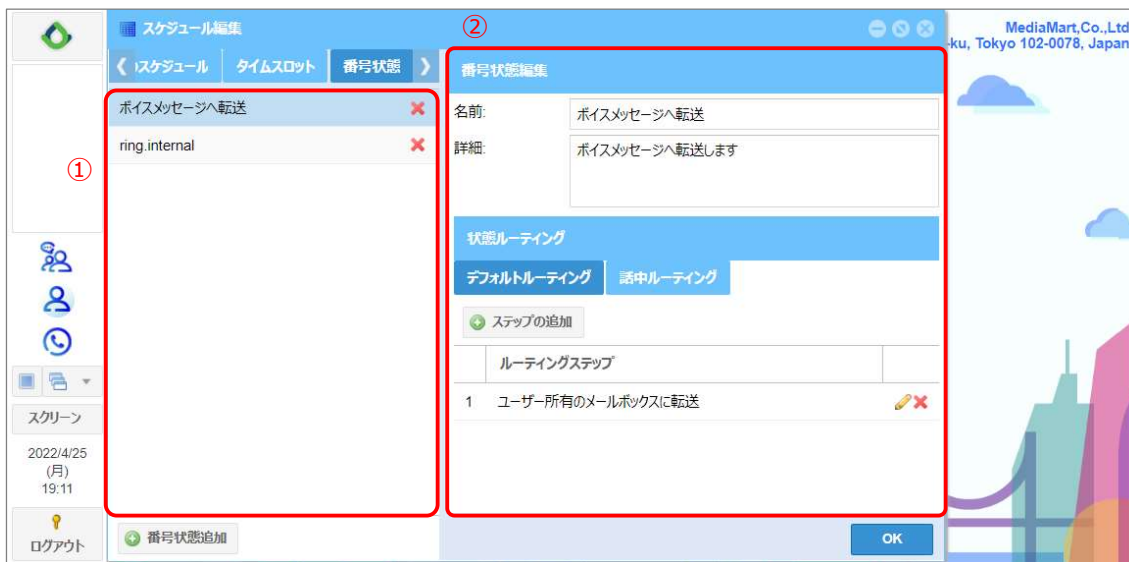 スケジュール編集
②
MediaMart,Co.,Ltd
-ku, Tokyo 102-0078, Japan
スケジュール タイムスロット 番号状態
番号状態編集
ボイスメッセージへ転送
名前: ボイスメッセージへ転送
ring.internal
詳細: ボイスメッセージへ転送します
①
状態ルーティング
デフォルトルーティング 話中ルーティング
ステップの追加
ルーティングステップ
1 ユーザー所有のメールボックスに転送
スクリーン
2022/4/25
(月)
19:11
ログアウト
番号状態追加
OK